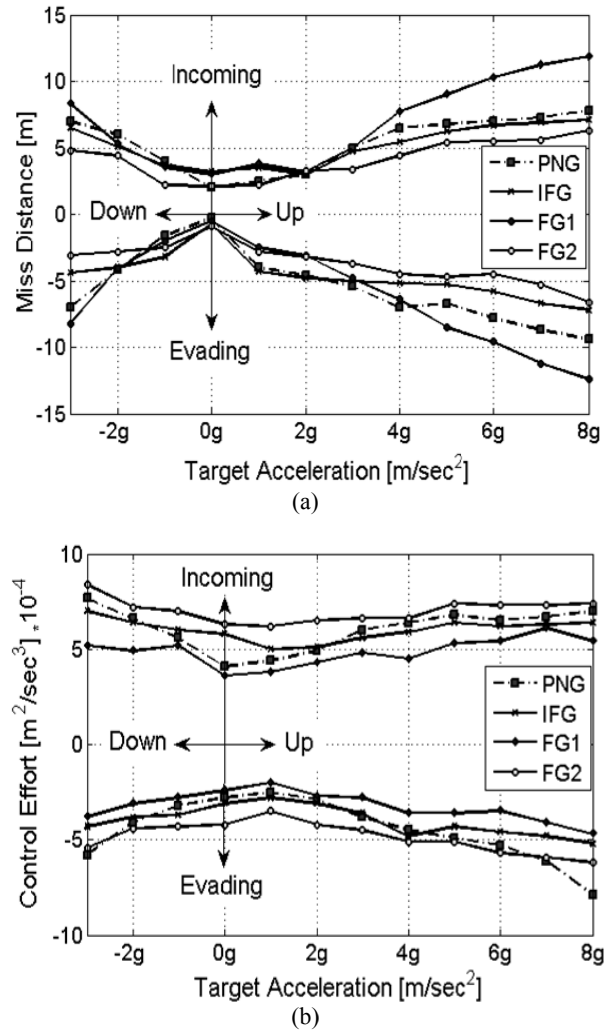 15
10
5
0
-5
-10
-15
Miss Distance [m]
Incoming
Down
Up
Evading
PNG
IFG
FG1
FG2
-2g 0g 2g 4g 6g 8g
Target Acceleration [m/sec²]
(a)
10
5
0
-5
-10
Control Effort [m²/sec³]*10⁻⁴
Incoming
Down
Up
Evading
PNG
IFG
FG1
FG2
-2g 0g 2g 4g 6g 8g
Target Acceleration [m/sec²]
(b)